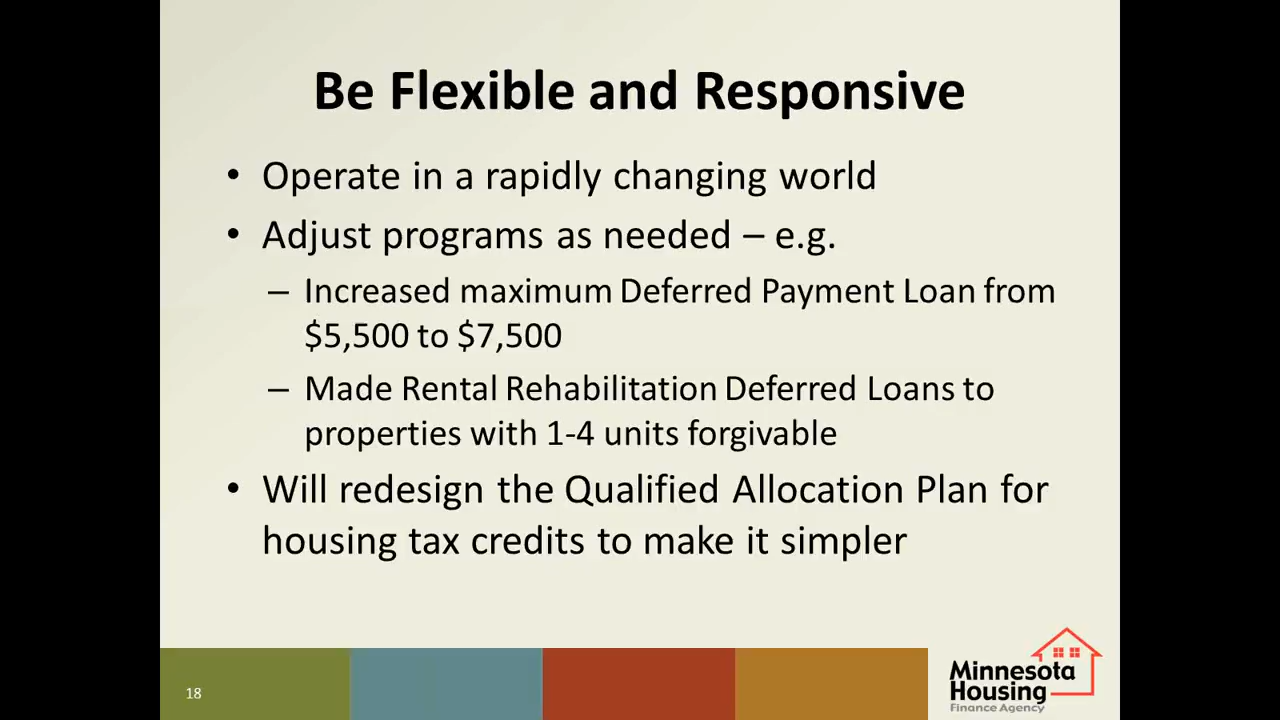 Be Flexible and Responsive
• Operate in a rapidly changing world
• Adjust programs as needed – e.g.
– Increased maximum Deferred Payment Loan from
$5,500 to $7,500
– Made Rental Rehabilitation Deferred Loans to
properties with 1-4 units forgivable
• Will redesign the Qualified Allocation Plan for
housing tax credits to make it simpler
18
Minnesota
Housing
Finance Agency